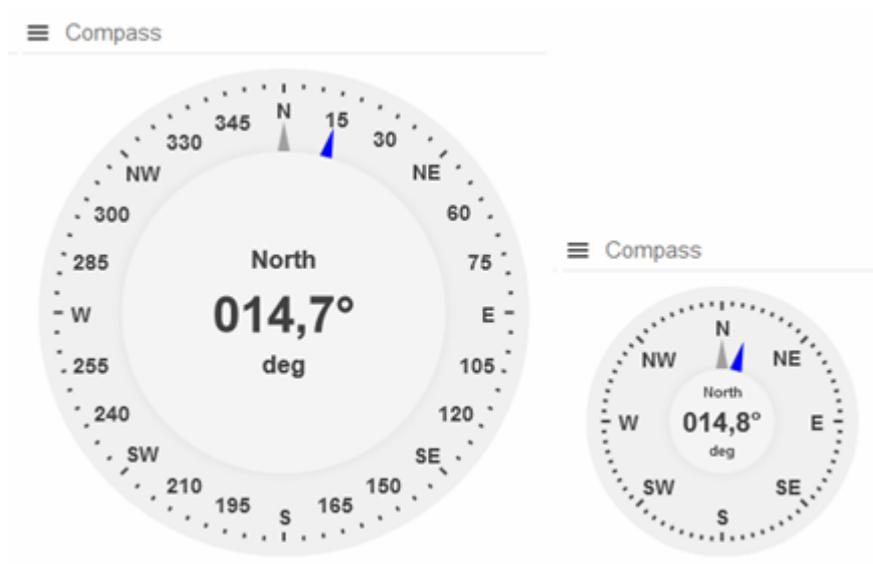 Compass
N
15
30
NE
60
75
E
105
120
SE
150
165
S
195
210
SW
240
255
W
285
300
NW
330
345
North
014,7°
deg
Compass
N
NE
E
SE
S
SW
W
NW
North
014,8°
deg